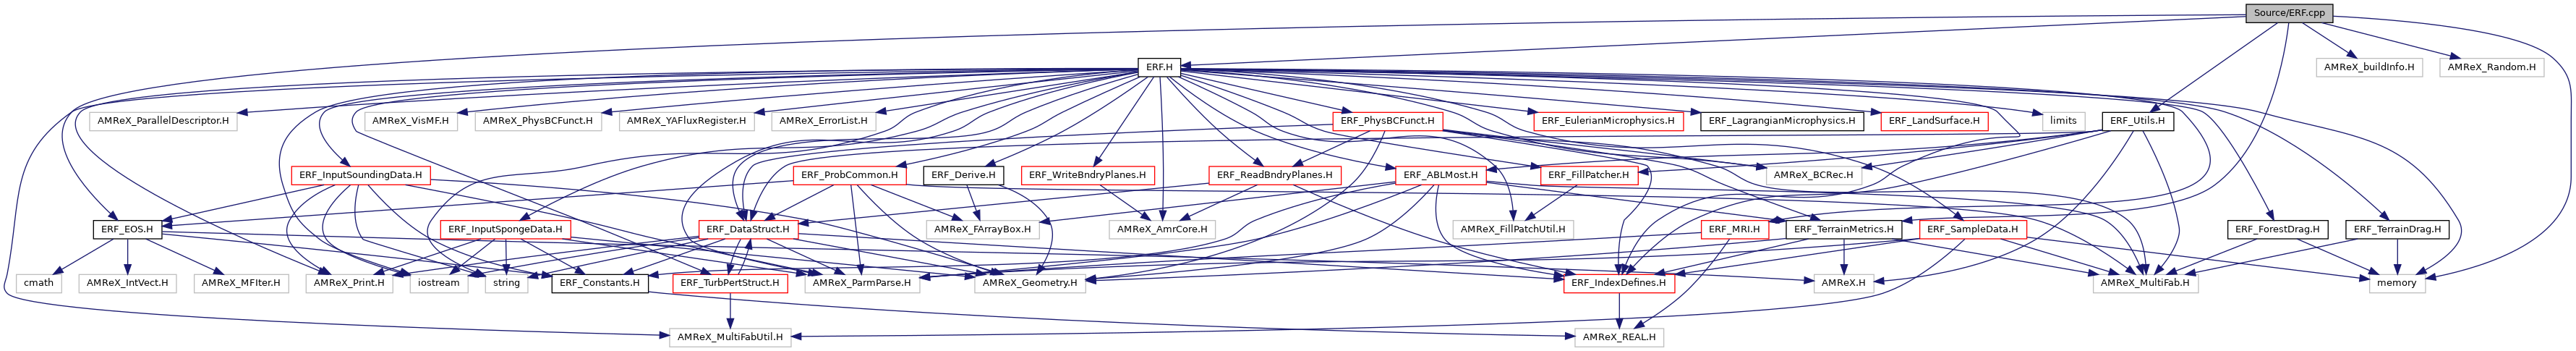 Source/ERF.cpp
ERF.H
AMReX_buildInfo.H
AMReX_Random.H
AMReX_ParallelDescriptor.H
AMReX_VisMF.H
AMReX_PhysBCFunct.H
AMReX_YAFluxRegister.H
AMReX_ErrorList.H
ERF_PhysBCFunct.H
ERF_EulerianMicrophysics.H
ERF_LagrangianMicrophysics.H
ERF_LandSurface.H
limits
ERF_Utils.H
ERF_InputSoundingData.H
ERF_ProbCommon.H
ERF_Derive.H
ERF_WriteBndryPlanes.H
ERF_ReadBndryPlanes.H
ERF_ABLMost.H
ERF_FillPatcher.H
AMReX_BCRec.H
ERF_EOS.H
ERF_InputSpongeData.H
ERF_DataStruct.H
AMReX_FArrayBox.H
AMReX_AmrCore.H
AMReX_FillPatchUtil.H
ERF_MRI.H
ERF_TerrainMetrics.H
ERF_SampleData.H
ERF_ForestDrag.H
ERF_TerrainDrag.H
cmath
AMReX_IntVect.H
AMReX_MFIter.H
AMReX_Print.H
iostream
string
ERF_Constants.H
ERF_TurbPertStruct.H
AMReX_ParmParse.H
AMReX_Geometry.H
ERF_IndexDefines.H
AMReX.H
AMReX_MultiFab.H
memory
AMReX_MultiFabUtil.H
AMReX_REAL.H